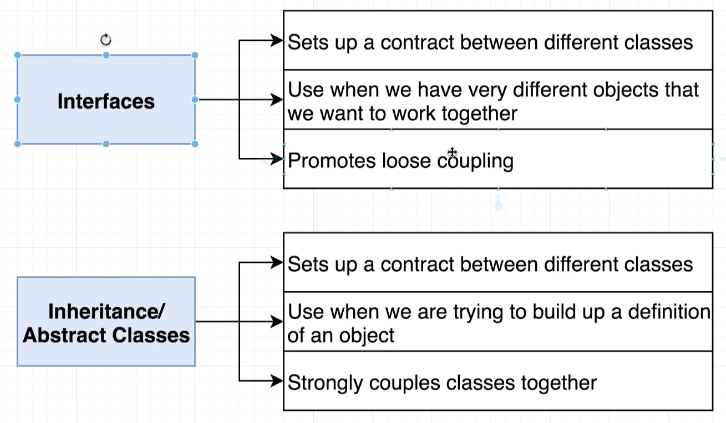 Interfaces
Sets up a contract between different classes
Use when we have very different objects that
we want to work together
Promotes loose coupling
Inheritance/
Abstract Classes
Sets up a contract between different classes
Use when we are trying to build up a definition
of an object
Strongly couples classes together